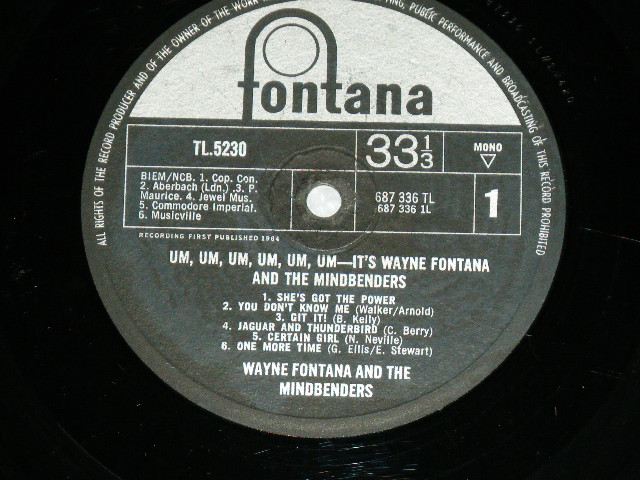 ALL RIGHTS OF THE RECORD PRODUCER AND OF THE OWNER OF THE WORK
PUBLIC PERFORMANCE AND BROADCASTING OF THIS RECORD PROHIBITED
fontana
TL.5230
33 1/3
MONO
BIEM/NCB. 1. Cop. Con.
2. Aberbach (Ldn.) .3. P.
Maurice. 4. Jewel Mus.
5. Commodore Imperial.
6. Musicville
687 336 TL
687 336 1L
1
RECORDING FIRST PUBLISHED 1964
UM, UM, UM, UM, UM, UM—IT'S WAYNE FONTANA
AND THE MINDBENDERS
1. SHE'S GOT THE POWER
2. YOU DON'T KNOW ME (Walker/Arnold)
3. GIT IT! (B. Kelly)
4. JAGUAR AND THUNDERBIRD (C. Berry)
5. CERTAIN GIRL (N. Neville)
6. ONE MORE TIME (G. Ellis/E. Stewart)
WAYNE FONTANA AND THE
MINDBENDERS